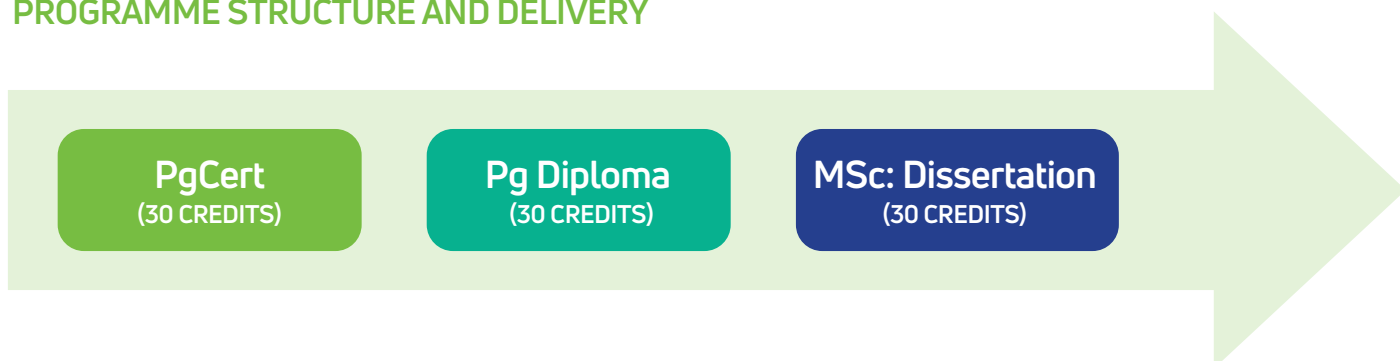 PROGRAMME STRUCTURE AND DELIVERY
PgCert
(30 CREDITS)
Pg Diploma
(30 CREDITS)
MSc: Dissertation
(30 CREDITS)